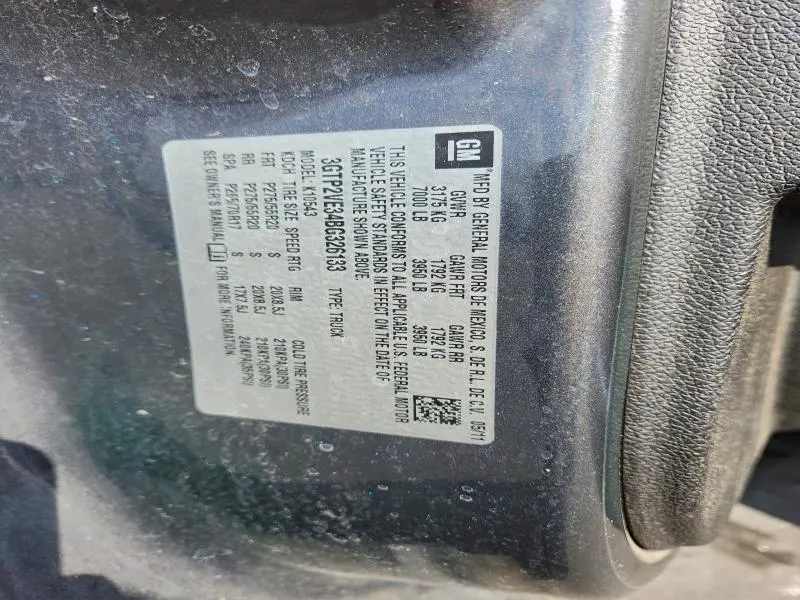 GM
MFD BY GENERAL MOTORS DE MEXICO, S. DE R.L. DE C.V. 05/11
GVWR GAWR FRT GAWR RR
3175 KG 1792 KG 1792 KG
7000 LB 3950 LB 3950 LB
THIS VEHICLE CONFORMS TO ALL APPLICABLE U.S. FEDERAL MOTOR
VEHICLE SAFETY STANDARDS IN EFFECT ON THE DATE OF
MANUFACTURE SHOWN ABOVE.
3GTP2VE34BG326133 TYPE: TRUCK
MODEL: K10543
KDCH TIRE SIZE SPEED RTG RIM COLD TIRE PRESSURE
FRT P275/55R20 S 20X8.5J 210KPA(30PSI)
RR P275/55R20 S 20X8.5J 210KPA(30PSI)
SPA P265/70R17 S 17X7.5J 240KPA(35PSI)
SEE OWNER'S MANUAL FOR MORE INFORMATION.